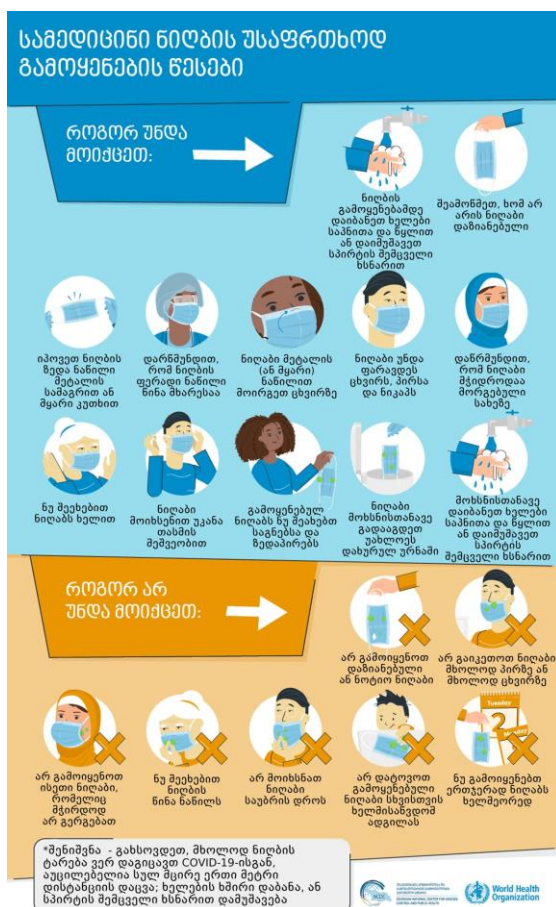 სამედიცინო ნიღბის უსაფრთხოდ
გამოყენების წესები
როგორ უნდა
მოიქცეთ:
ნიღბის
გამოყენებამდე
დაიბანეთ ხელები
საპნითა და წყლით
ან დაიმუშავეთ
სპირტის შემცველი
ხსნარით
შეამოწმეთ, ხომ არ
არის ნიღაბი
დაზიანებული
იპოვეთ ნიღბის
ზედა ნაწილი
მეტალის
სამაგრით ან
მყარი კუთხით
დარწმუნდით,
რომ ნიღბის
ფერადი ნაწილი
წინა მხარესაა
ნიღაბი მეტალის
(ან მყარი)
ნაწილით
მოირგეთ ცხვირზე
ნიღაბი უნდა
ფარავდეს
ცხვირს, პირსა
და ნიკაპს
დაწრმუნდით,
რომ ნიღაბი
მჭიდროდაა
მორგებული
სახეზე
ნუ შეეხებით
ნიღაბს ხელით
ნიღაბი
მოიხსენით უკანა
თასმის
მეშვეობით
გამოყენებულ
ნიღაბს ნუ შეახებთ
საგნებსა და
ზედაპირებს
ნიღაბი
მოხსნისთანავე
გადააგდეთ
უახლოეს
დახურულ ურნაში
მოხსნისთანავე
დაიბანეთ ხელები
საპნითა და წყლით
ან დაიმუშავეთ
სპირტის
შემცველი ხსნარით
როგორ არ
უნდა მოიქცეთ:
არ გამოიყენოთ
დაზიანებული
ან ნოტიო ნიღაბი
არ გაიკეთოთ ნიღაბი
მხოლოდ პირზე ან
მხოლოდ ცხვირზე
Tuesday
2
არ გამოიყენოთ
ისეთი ნიღაბი,
რომელიც
მჭირდოდ
არ გერგებათ
ნუ შეეხებით
ნიღბის
წინა ნაწილს
არ მოიხსნათ
ნიღაბი
საუბრის დროს
არ დატოვოთ
გამოყენებული
ნიღაბი სხვისთვის
ხელმისაწვდომ
ადგილას
ნუ გამოიყენებთ
ერთჯერად ნიღაბს
ხელმეორედ
*შენიშვნა - გახსოვდეთ, მხოლოდ ნიღბის
ტარება ვერ დაგიცავთ COVID-19-ისგან,
აუცილებელია სულ მცირე ერთი მეტრი
დისტანციის დაცვა; ხელების ხშირი დაბანა, ან
სპირტის შემცველი ხსნარით დამუშავება
World Health
Organization